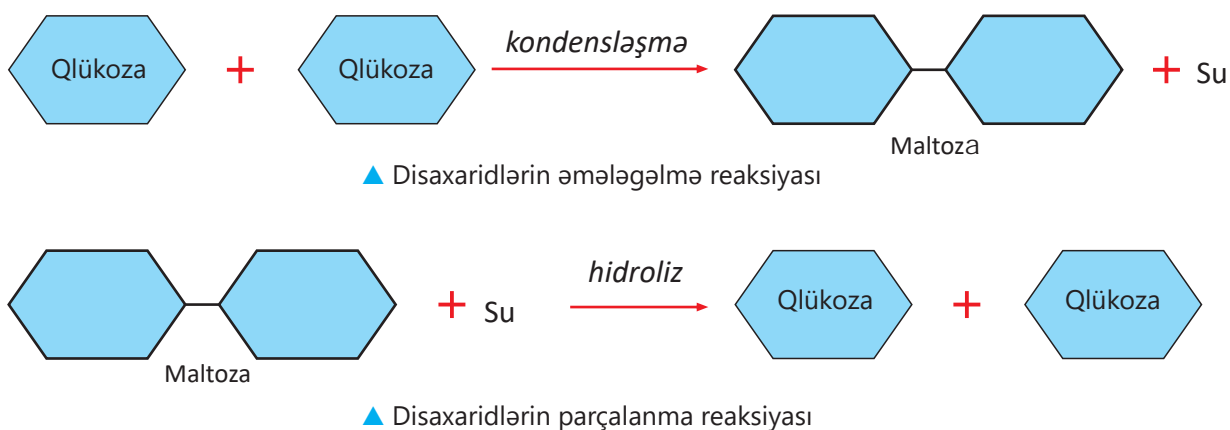 Qlükoza + Qlükoza kondensləşmə + Su
Maltoza
▲ Disaxaridlərin əmələgəlmə reaksiyası
+ Su hidroliz Qlükoza + Qlükoza
Maltoza
▲ Disaxaridlərin parçalanma reaksiyası